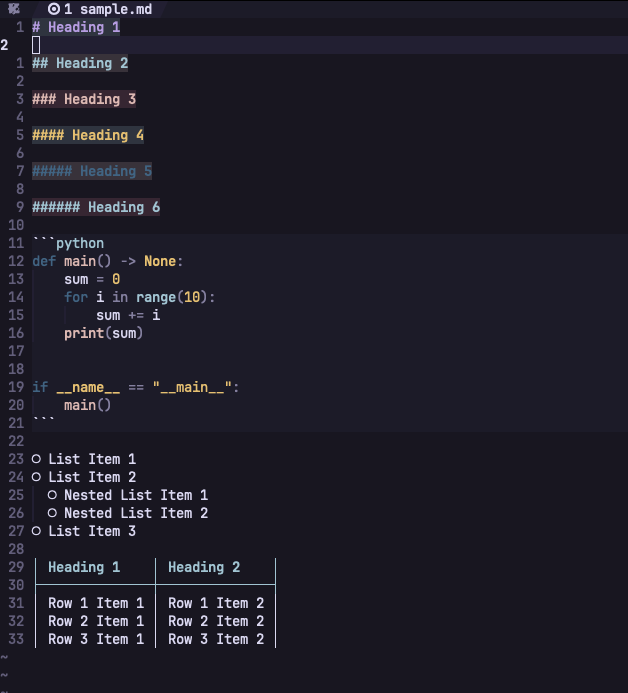 1 sample.md
1 # Heading 1
2
1 ## Heading 2
2
3 ### Heading 3
4
5 #### Heading 4
6
7 ##### Heading 5
8
9 ###### Heading 6
10
11 ```python
12 def main() -> None:
13     sum = 0
14     for i in range(10):
15         sum += i
16     print(sum)
17
18
19 if __name__ == "__main__":
20     main()
21 ```
22
23 ○ List Item 1
24 ○ List Item 2
25   ○ Nested List Item 1
26   ○ Nested List Item 2
27 ○ List Item 3
28
29 │ Heading 1 │ Heading 2 │
30
31 │ Row 1 Item 1 │ Row 1 Item 2 │
32 │ Row 2 Item 1 │ Row 2 Item 2 │
33 │ Row 3 Item 1 │ Row 3 Item 2 │
~
~
~